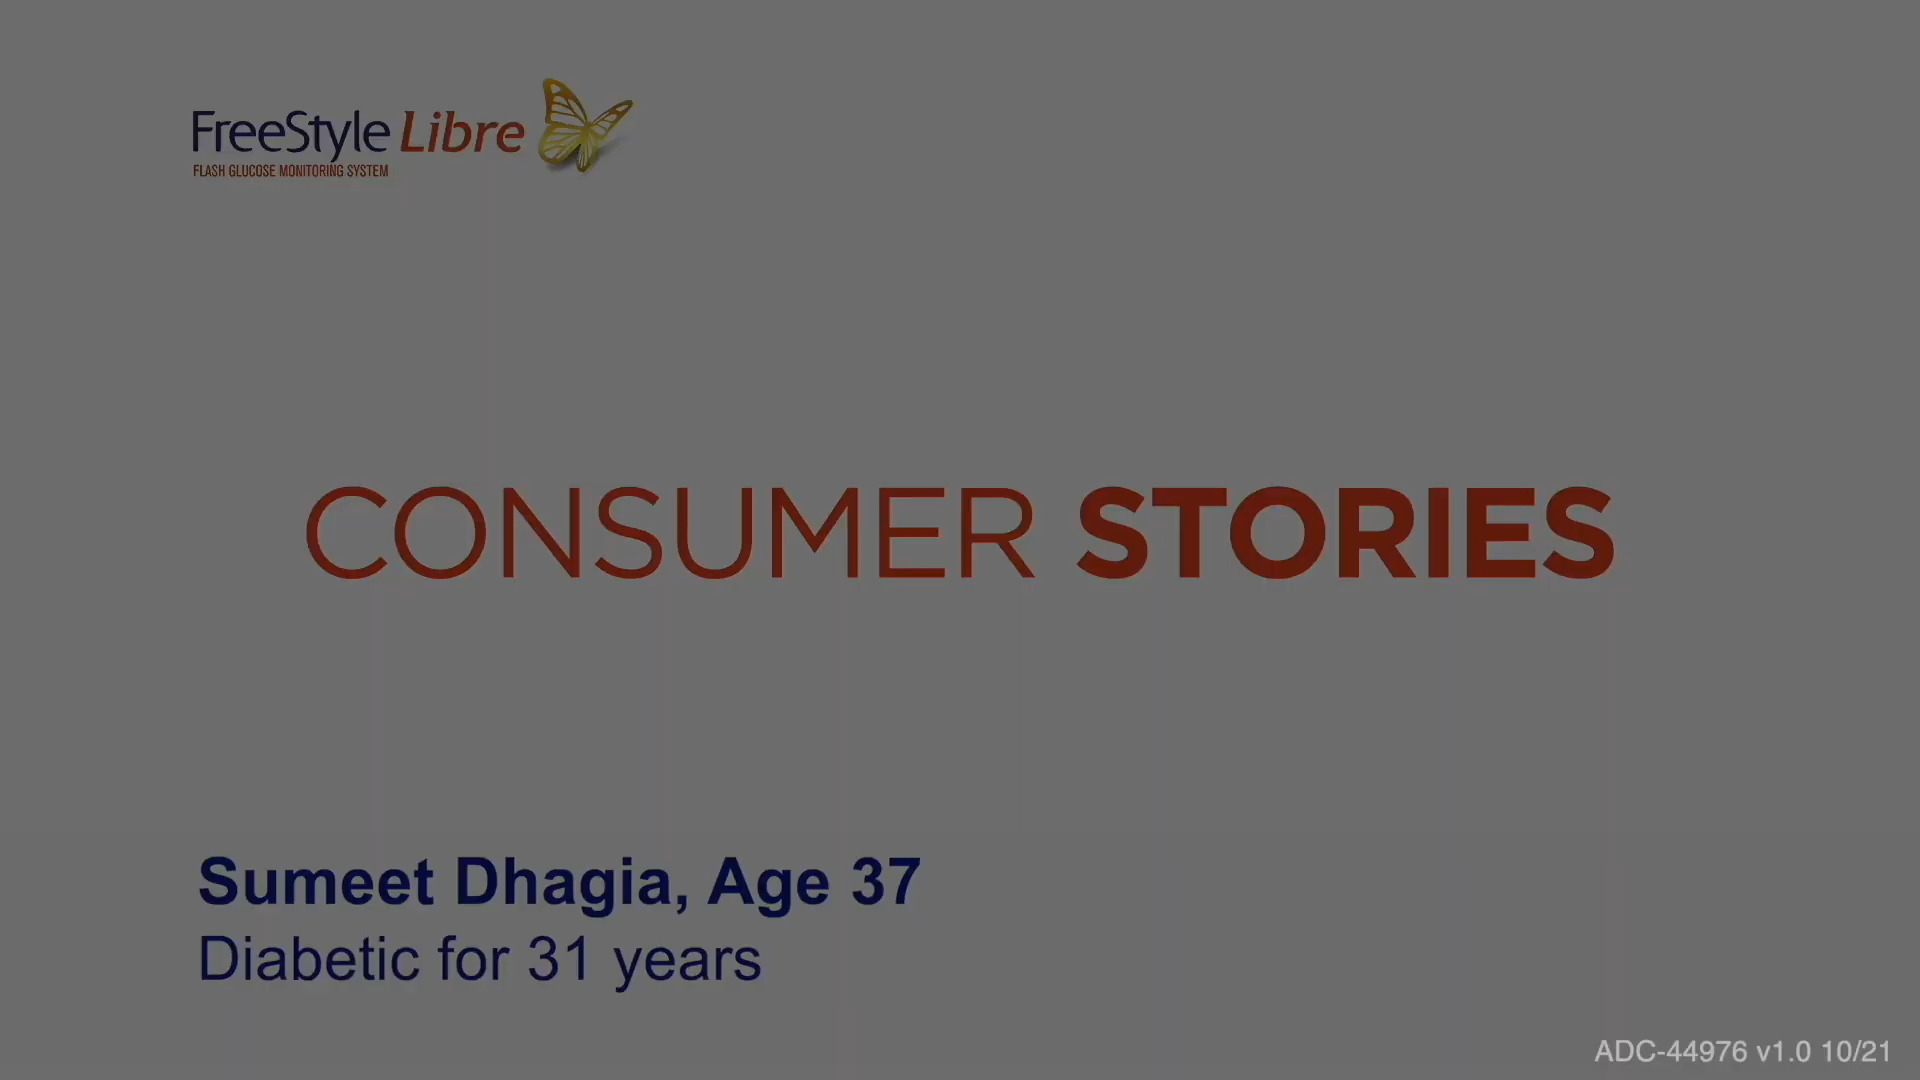 FreeStyle Libre
FLASH GLUCOSE MONITORING SYSTEM
CONSUMER STORIES
Sumeet Dhagia, Age 37
Diabetic for 31 years
ADC-44976 v1.0 10/21